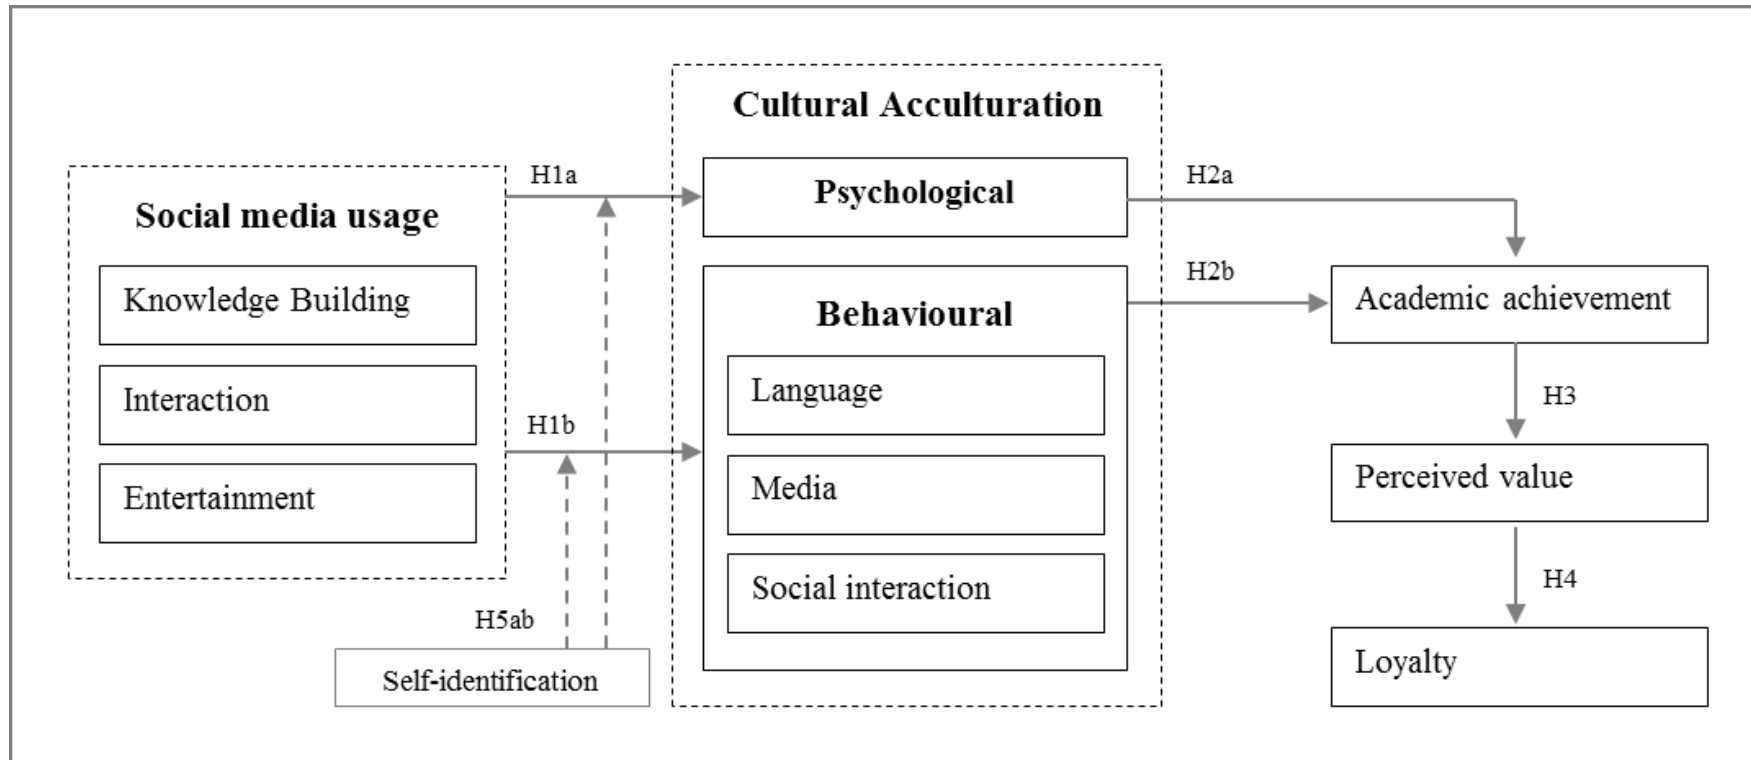 Cultural Acculturation
H1a
Psychological
H2a
Social media usage
Knowledge Building
Interaction
Entertainment
H1b
Behavioural
Language
Media
Social interaction
H2b
Academic achievement
H3
Perceived value
H4
Loyalty
H5ab
Self-identification